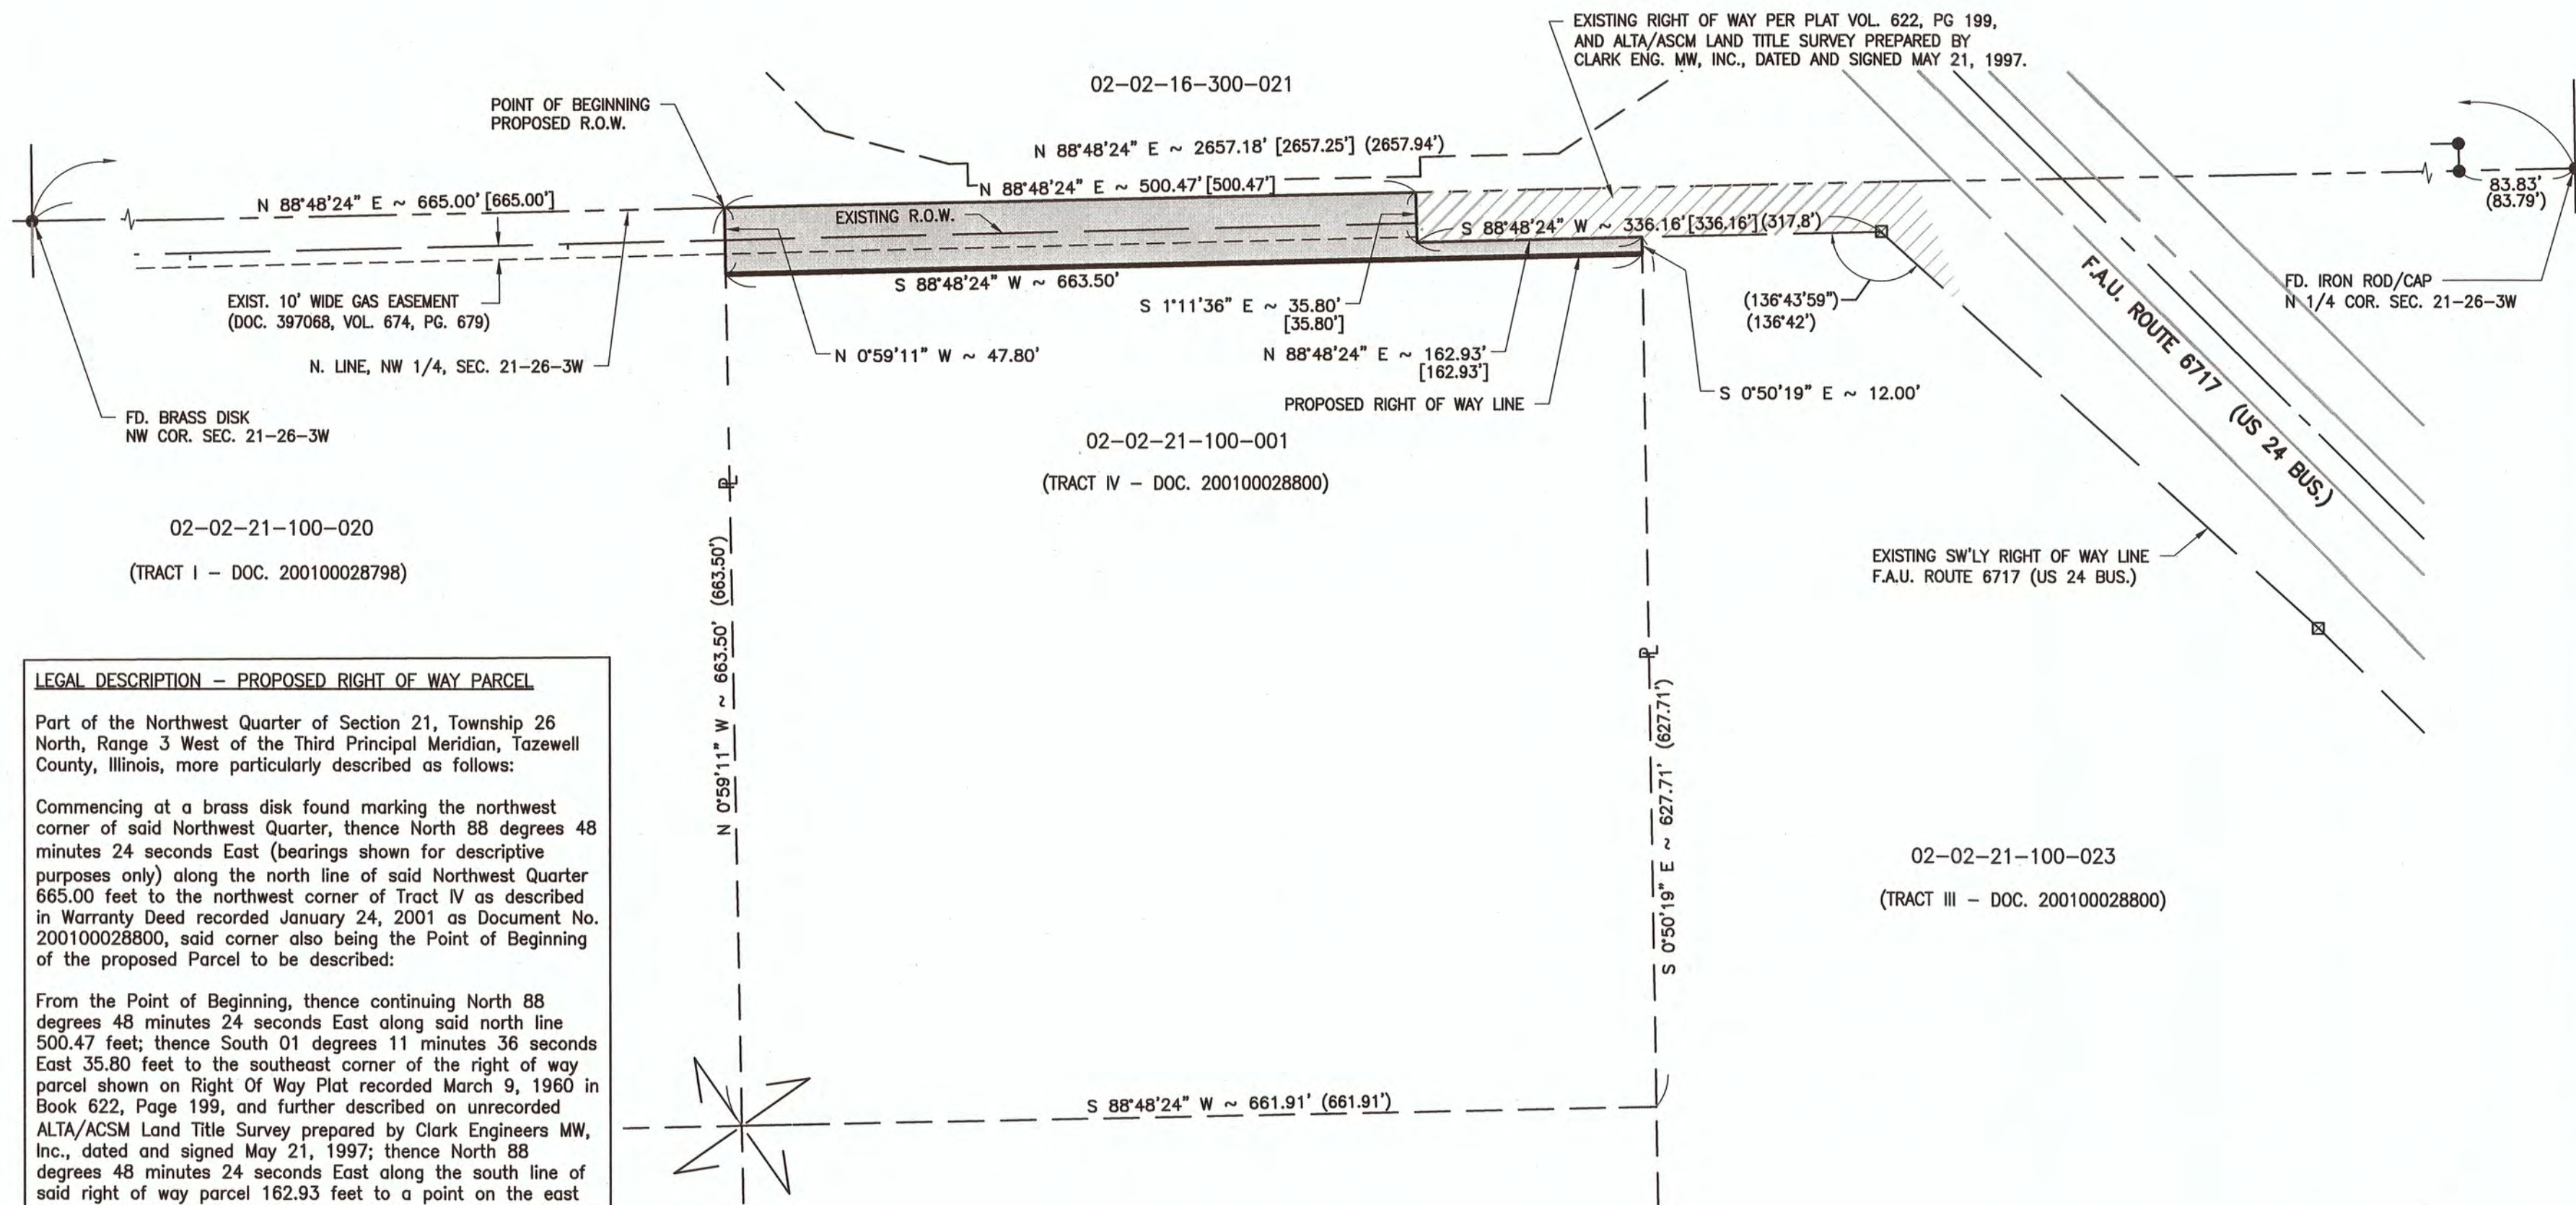 EXISTING RIGHT OF WAY PER PLAT VOL. 622, PG 199,
AND ALTA/ASCM LAND TITLE SURVEY PREPARED BY
CLARK ENG. MW, INC., DATED AND SIGNED MAY 21, 1997.
02-02-16-300-021
POINT OF BEGINNING
PROPOSED R.O.W.
N 88°48'24" E ~ 2657.18' [2657.25'] (2657.94')
N 88°48'24" E ~ 665.00' [665.00']
N 88°48'24" E ~ 500.47' [500.47']
83.83'
(83.79')
EXISTING R.O.W.
S 88°48'24" W ~ 336.16' [336.16'] (317.8')
S 88°48'24" W ~ 663.50'
EXIST. 10' WIDE GAS EASEMENT
(DOC. 397068, VOL. 674, PG. 679)
S 1°11'36" E ~ 35.80'
[35.80']
(136°43'59")
(136°42')
F.A.U. ROUTE 6717 (US 24 BUS.)
FD. IRON ROD/CAP
N 1/4 COR. SEC. 21-26-3W
N 0°59'11" W ~ 47.80'
N 88°48'24" E ~ 162.93'
[162.93']
N. LINE, NW 1/4, SEC. 21-26-3W
S 0°50'19" E ~ 12.00'
PROPOSED RIGHT OF WAY LINE
FD. BRASS DISK
NW COR. SEC. 21-26-3W
02-02-21-100-001
(TRACT IV - DOC. 200100028800)
PL
02-02-21-100-020
(TRACT I - DOC. 200100028798)
EXISTING SW'LY RIGHT OF WAY LINE
F.A.U. ROUTE 6717 (US 24 BUS.)
N 0°59'11" W ~ 663.50' (663.50')
PL
S 0°50'19" E ~ 627.71' (627.71')
02-02-21-100-023
(TRACT III - DOC. 200100028800)
S 88°48'24" W ~ 661.91' (661.91')
LEGAL DESCRIPTION - PROPOSED RIGHT OF WAY PARCEL
Part of the Northwest Quarter of Section 21, Township 26
North, Range 3 West of the Third Principal Meridian, Tazewell
County, Illinois, more particularly described as follows:
Commencing at a brass disk found marking the northwest
corner of said Northwest Quarter, thence North 88 degrees 48
minutes 24 seconds East (bearings shown for descriptive
purposes only) along the north line of said Northwest Quarter
665.00 feet to the northwest corner of Tract IV as described
in Warranty Deed recorded January 24, 2001 as Document No.
200100028800, said corner also being the Point of Beginning
of the proposed Parcel to be described:
From the Point of Beginning, thence continuing North 88
degrees 48 minutes 24 seconds East along said north line
500.47 feet; thence South 01 degrees 11 minutes 36 seconds
East 35.80 feet to the southeast corner of the right of way
parcel shown on Right Of Way Plat recorded March 9, 1960 in
Book 622, Page 199, and further described on unrecorded
ALTA/ACSM Land Title Survey prepared by Clark Engineers MW,
Inc., dated and signed May 21, 1997; thence North 88
degrees 48 minutes 24 seconds East along the south line of
said right of way parcel 162.93 feet to a point on the east